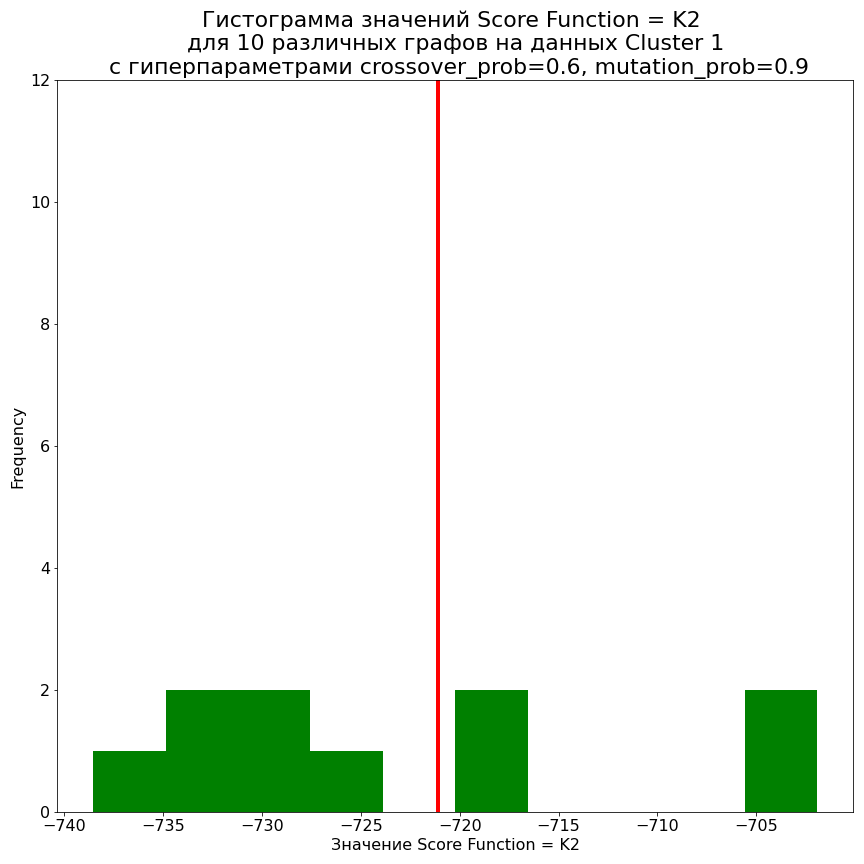 Гистограмма значений Score Function = K2
для 10 различных графов на данных Cluster 1
с гиперпараметрами crossover_prob=0.6, mutation_prob=0.9
12
10
8
6
4
2
0
Frequency
−740 −735 −730 −725 −720 −715 −710 −705
Значение Score Function = K2